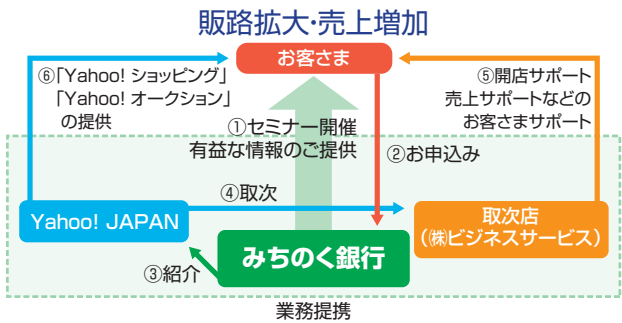 販路拡大・売上増加
お客さま
⑥「Yahoo! ショッピング」
「Yahoo! オークション」
の提供
⑤開店サポート
売上サポートなどの
お客さまサポート
①セミナー開催
有益な情報のご提供
②お申込み
④取次
Yahoo! JAPAN
取次店
(㈱ビジネスサービス)
みちのく銀行
③紹介
業務提携